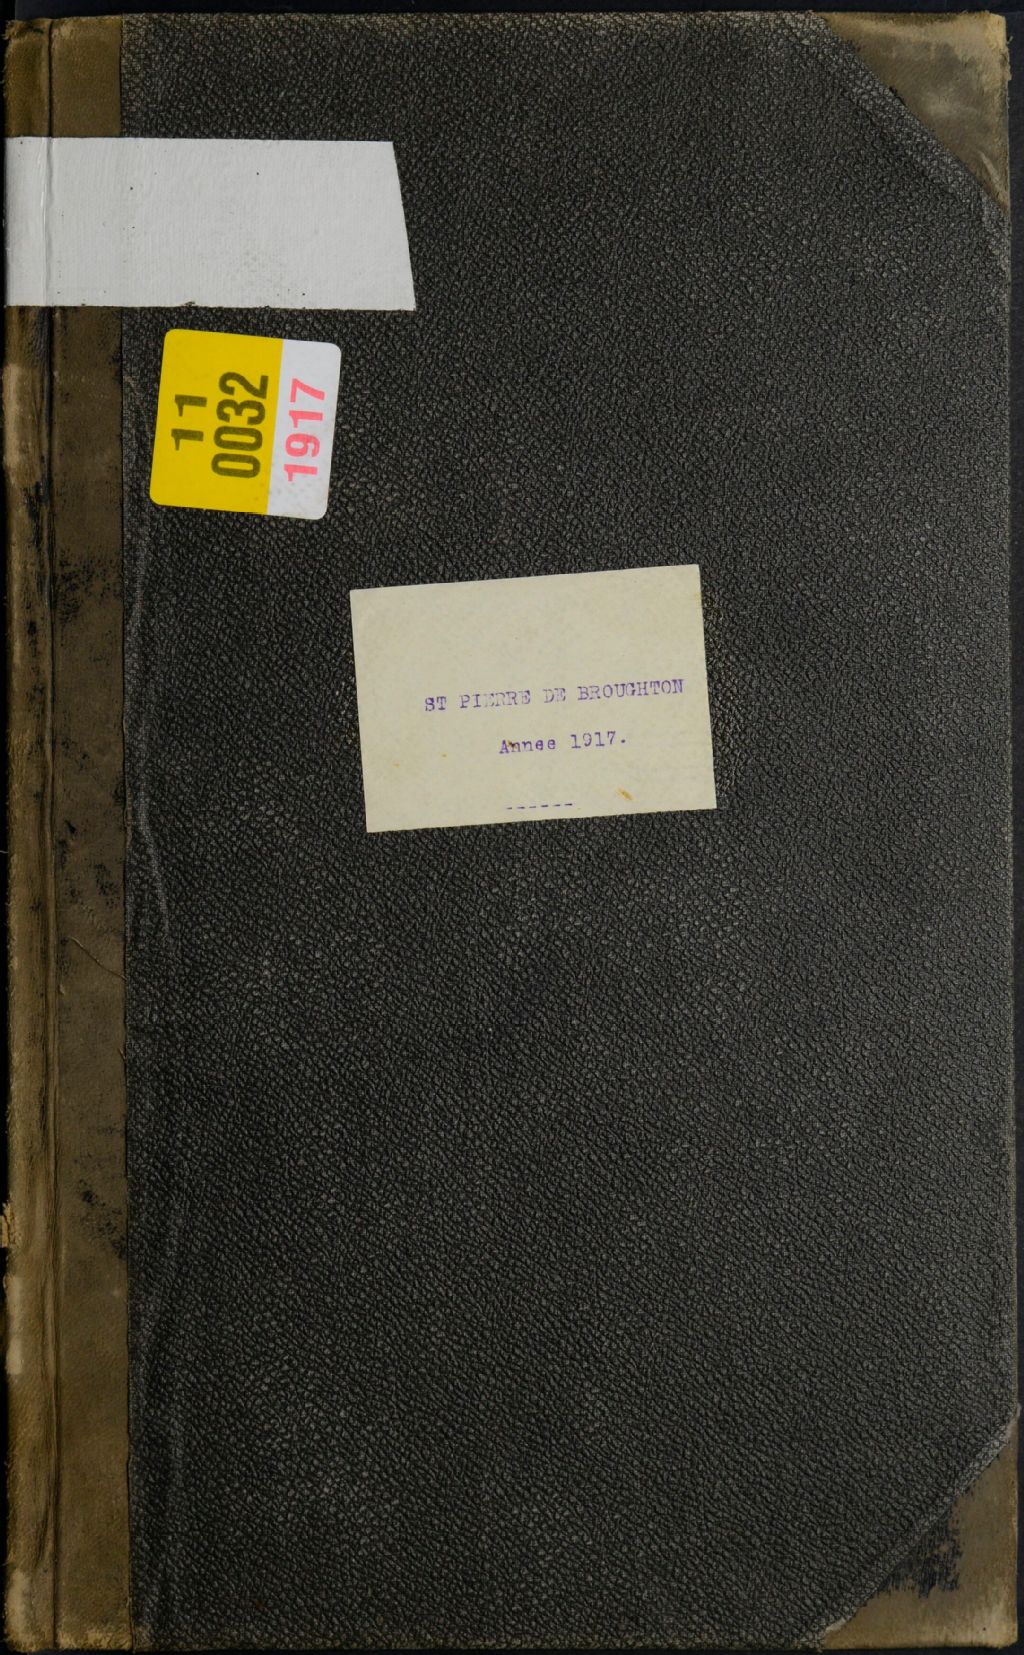 11
0032
1917
ST PIERRE DE BROUGHTON
Annee 1917.
------